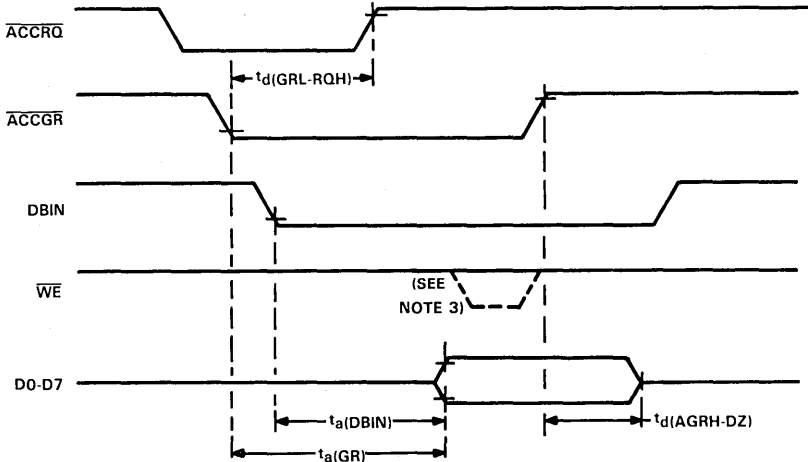 ACCRQ
td(GRL-RQH)
ACCGR
DBIN
WE
(SEE
NOTE 3)
D0-D7
ta(DBIN)
td(AGRH-DZ)
ta(GR)